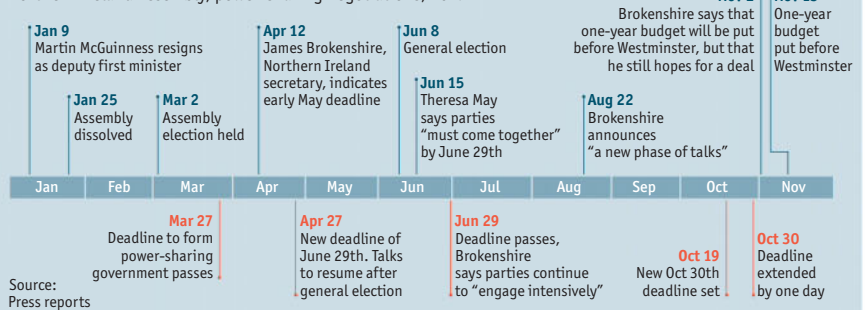 Jan 9
Martin McGuinness resigns
as deputy first minister
Jan 25
Assembly
dissolved
Mar 2
Assembly
election held
Apr 12
James Brokenshire,
Northern Ireland
secretary, indicates
early May deadline
Jun 8
General election
Jun 15
Theresa May
says parties
“must come together”
by June 29th
Aug 22
Brokenshire
announces
“a new phase of talks”
Brokenshire says that
one-year budget will be put
before Westminster, but that
he still hopes for a deal
One-year
budget
put before
Westminster
Jan Feb Mar Apr May Jun Jul Aug Sep Oct Nov
Mar 27
Deadline to form
power-sharing
government passes
Apr 27
New deadline of
June 29th. Talks
to resume after
general election
Jun 29
Deadline passes,
Brokenshire
says parties continue
to “engage intensively”
Oct 19
New Oct 30th
deadline set
Oct 30
Deadline
extended
by one day
Source:
Press reports